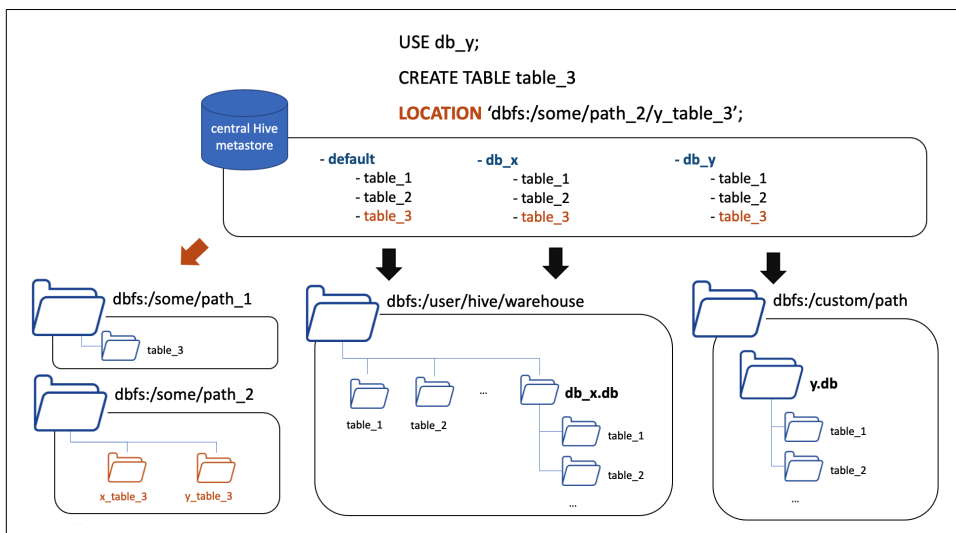 USE db_y;
CREATE TABLE table_3
LOCATION ‘dbfs:/some/path_2/y_table_3’;
central Hive
metastore
- default
- table_1
- table_2
- table_3
- db_x
- table_1
- table_2
- table_3
- db_y
- table_1
- table_2
- table_3
dbfs:/some/path_1
table_3
dbfs:/some/path_2
x_table_3
y_table_3
dbfs:/user/hive/warehouse
table_1
table_2
...
db_x.db
table_1
table_2
...
dbfs:/custom/path
y.db
table_1
table_2
...